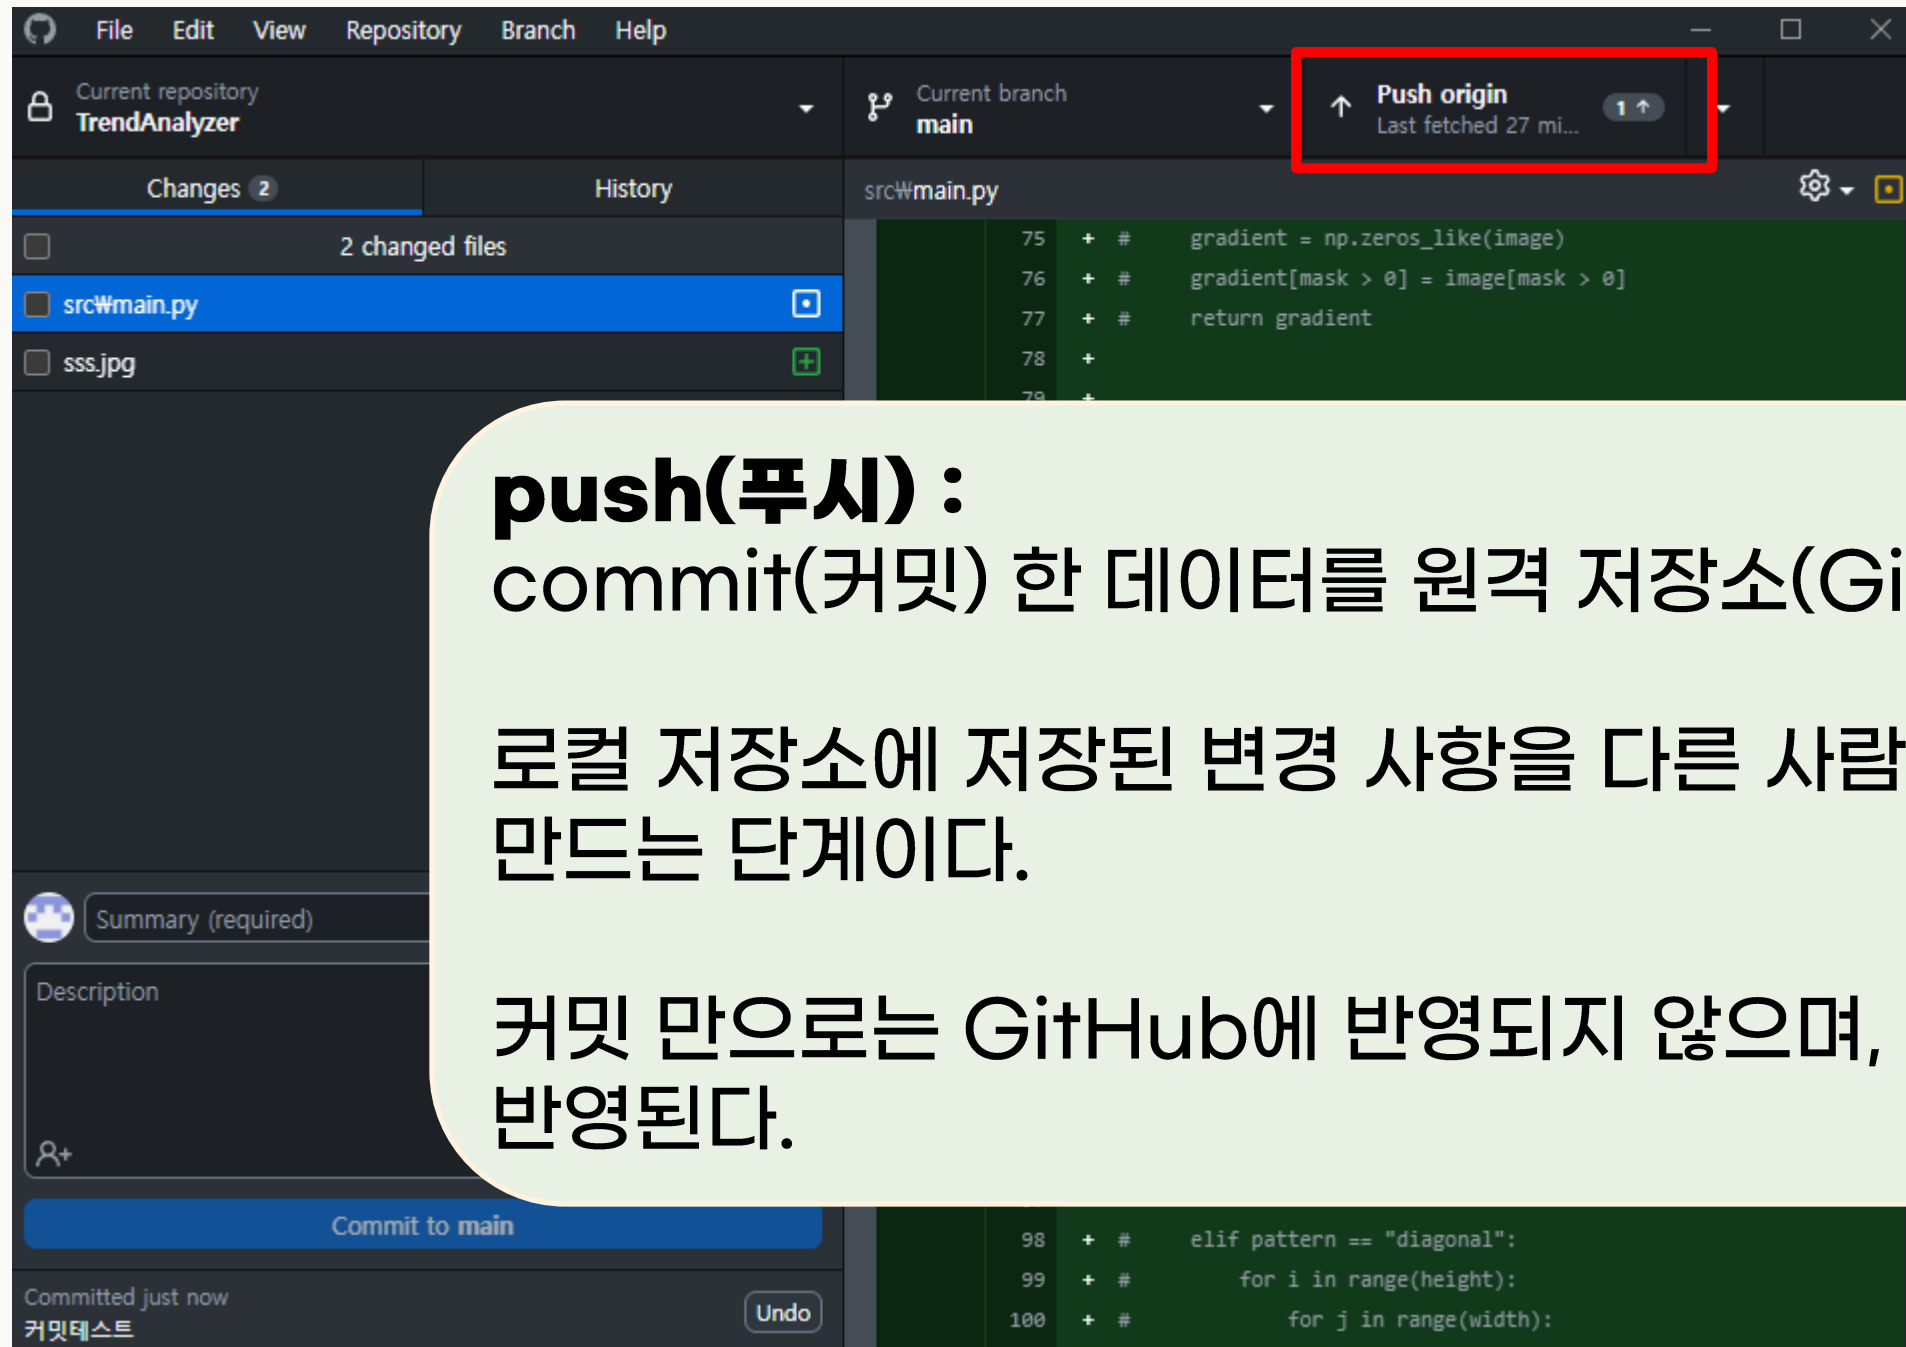 File Edit View Repository Branch Help
Current repository
TrendAnalyzer
Current branch
main
Push origin
Last fetched 27 mi...
1 ↑
Changes 2
History
2 changed files
src₩main.py
sss.jpg
src₩main.py
75 + # gradient = np.zeros_like(image)
76 + # gradient[mask > 0] = image[mask > 0]
77 + # return gradient
78 +
79 +
push(푸시) :
commit(커밋) 한 데이터를 원격 저장소(Gi
로컬 저장소에 저장된 변경 사항을 다른 사람
만드는 단계이다.
커밋 만으로는 GitHub에 반영되지 않으며,
반영된다.
Summary (required)
Description
Commit to main
Committed just now
커밋테스트
Undo
98 + # elif pattern == "diagonal":
99 + # for i in range(height):
100 + # for j in range(width):